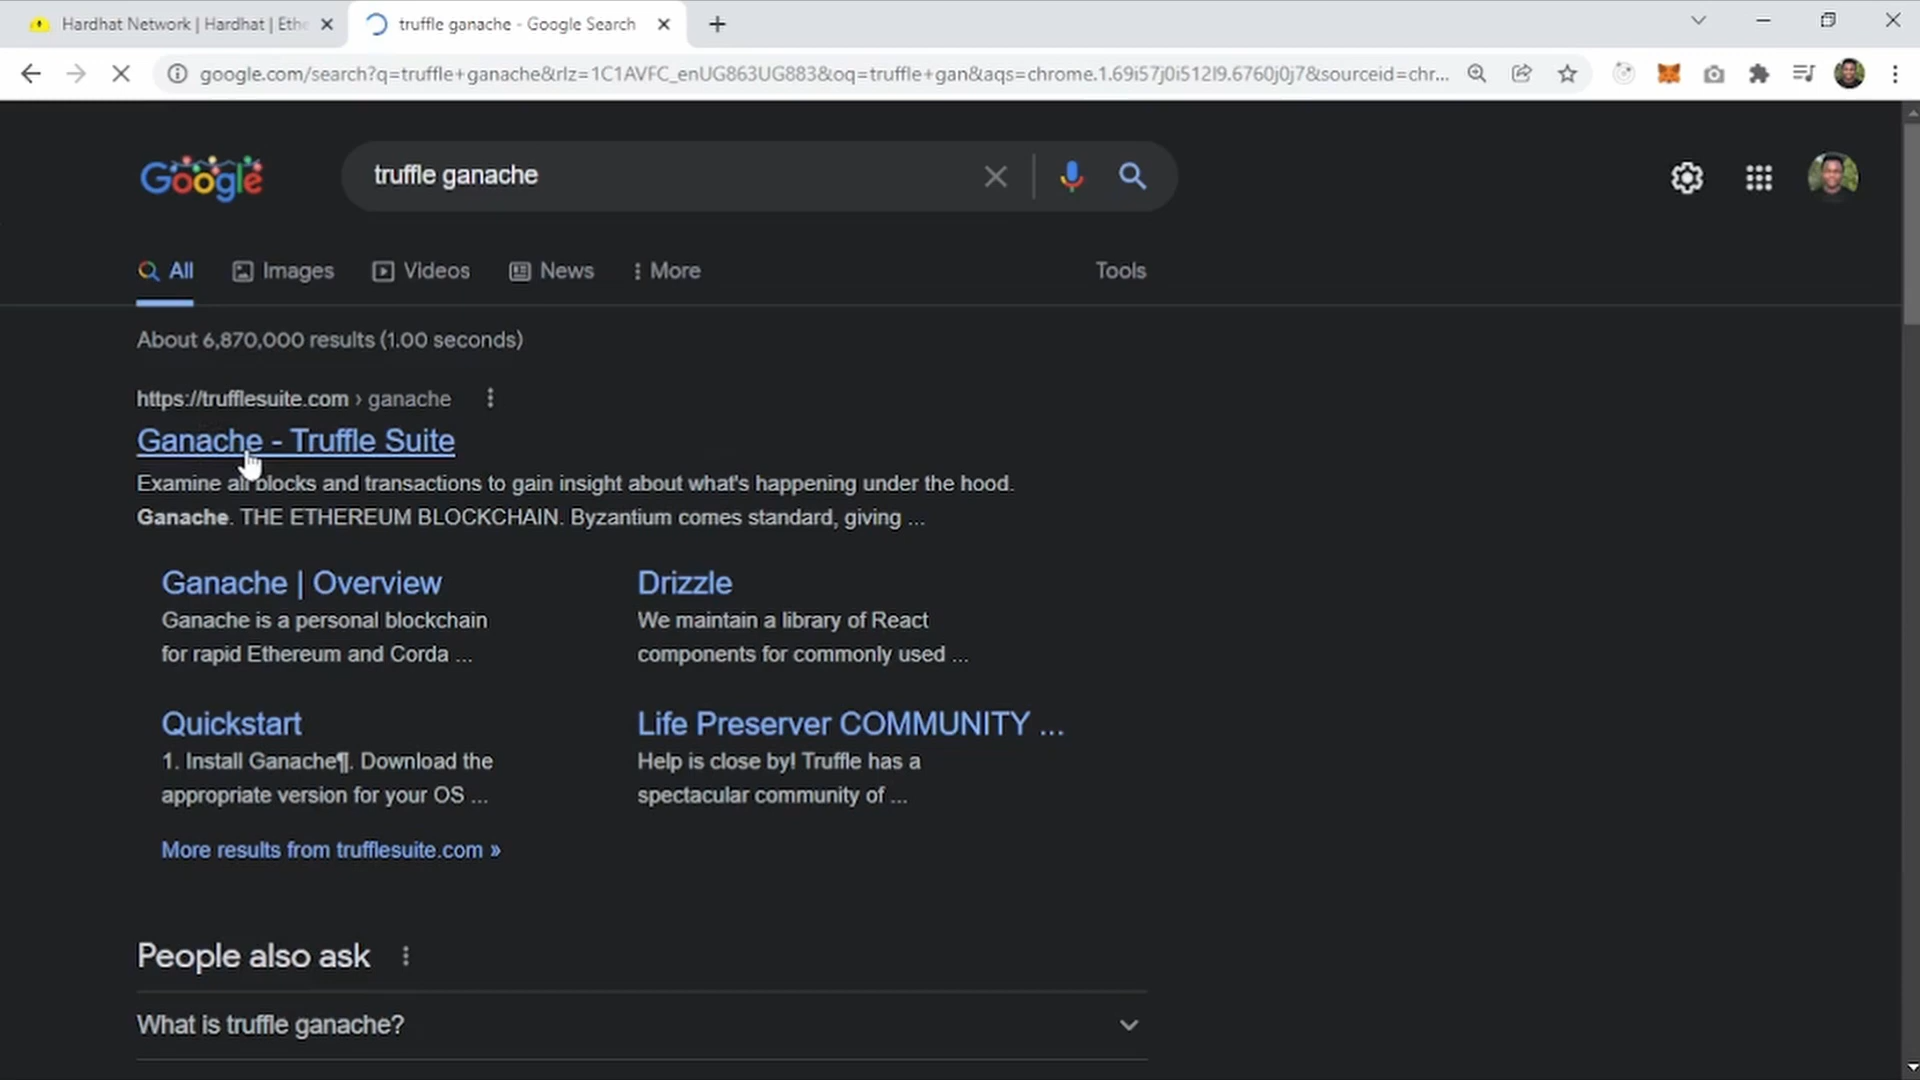 Hardhat Network | Hardhat | Ethe
truffle ganache - Google Search
google.com/search?q=truffle+ganache&rlz=1C1AVFC_enUG863UG883&oq=truffle+gan&aqs=chrome.1.69i57j0i512l9.6760j0j7&sourceid=chr...
Google
truffle ganache
All
Images
Videos
News
More
Tools
About 6,870,000 results (1.00 seconds)
https://trufflesuite.com › ganache
Ganache - Truffle Suite
Examine all blocks and transactions to gain insight about what's happening under the hood.
Ganache. THE ETHEREUM BLOCKCHAIN. Byzantium comes standard, giving ...
Ganache | Overview
Ganache is a personal blockchain
for rapid Ethereum and Corda ...
Drizzle
We maintain a library of React
components for commonly used ...
Quickstart
1. Install Ganache¶. Download the
appropriate version for your OS ...
Life Preserver COMMUNITY ...
Help is close by! Truffle has a
spectacular community of ...
More results from trufflesuite.com »
People also ask
What is truffle ganache?